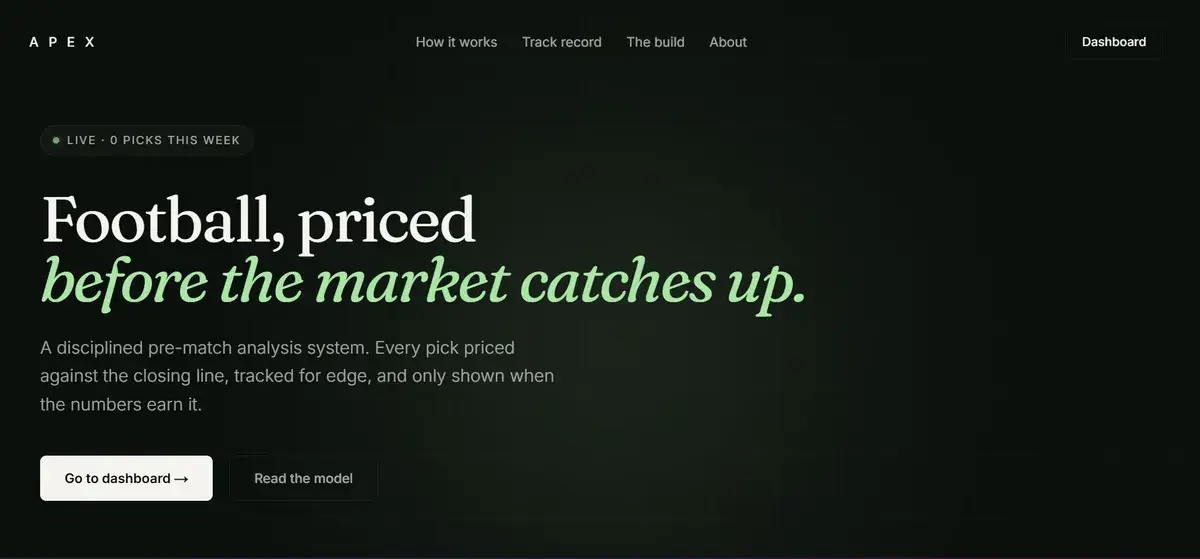 APEX
How it works
Track record
The build
About
Dashboard
LIVE · 0 PICKS THIS WEEK
Football, priced
before the market catches up.
A disciplined pre-match analysis system. Every pick priced
against the closing line, tracked for edge, and only shown when
the numbers earn it.
Go to dashboard →
Read the model